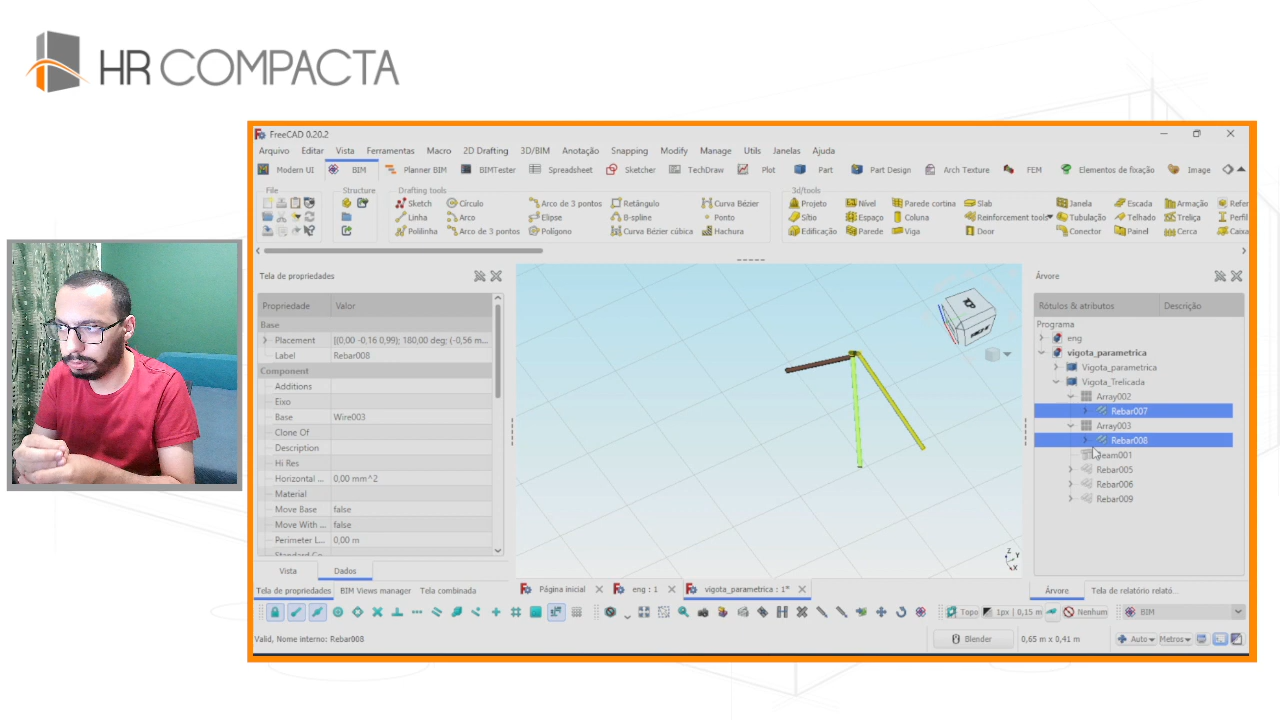 HR COMPACTA
FreeCAD 0.20.2
Arquivo Editar Vista Ferramentas Macro Manage 2D Drafting 3D/BIM Anotação Snapping Modify Manage Utils Janelas Ajuda
Modern UI BIM Planner BIM BIMTester Spreadsheet Sketcher TechDraw Plot Part Part Design Arch Texture FEM Elementos de fixação Image
File Structure Drafting tools 3d/tools
Sketch Círculo Arco de 3 pontos Retângulo Curva Bézier Projeto Nível Parede cortina Slab Janela Escada Armação Refer
Linha Arco Elipse B-spline Ponto Sítio Espaço Coluna Reinforcement tools Tubulação Telhado Treliça Perfil
Polilinha Arco de 3 pontos Polígono Curva Bézier cúbica Hachura Edificação Parede Viga Door Conector Painel Cerca Caixa
Tela de propriedades
Árvore
Propriedade Valor
Base
Placement [(0,00 -0.16 0,99); 180,00 deg; (-0,56 m...
Label Rebar008
Component
Additions
Eixo
Base Wire003
Clone Of
Description
Hi Res
Horizontal ... 0,00 mm^2
Material
Move Base false
Move With ... false
Perimeter L... 0,00 m
Standard Co
Vista Dados
Tela de propriedades BIM Views manager Tela combinada
Rótulos & atributos Descrição
Programa
eng
vigota_parametrica
Vigota_parametrica
Vigota_Trelicada
Array002
Rebar007
Array003
Rebar008
Beam001
Rebar005
Rebar006
Rebar009
Z
Y
X
Página inicial eng : 1 vigota_parametrica : 1*
Árvore Tela de relatório relató...
Topo 1px | 0,15 m Nenhum BIM
Valid, Nome interno: Rebar008
Blender 0,65 m x 0,41 m Auto Metros